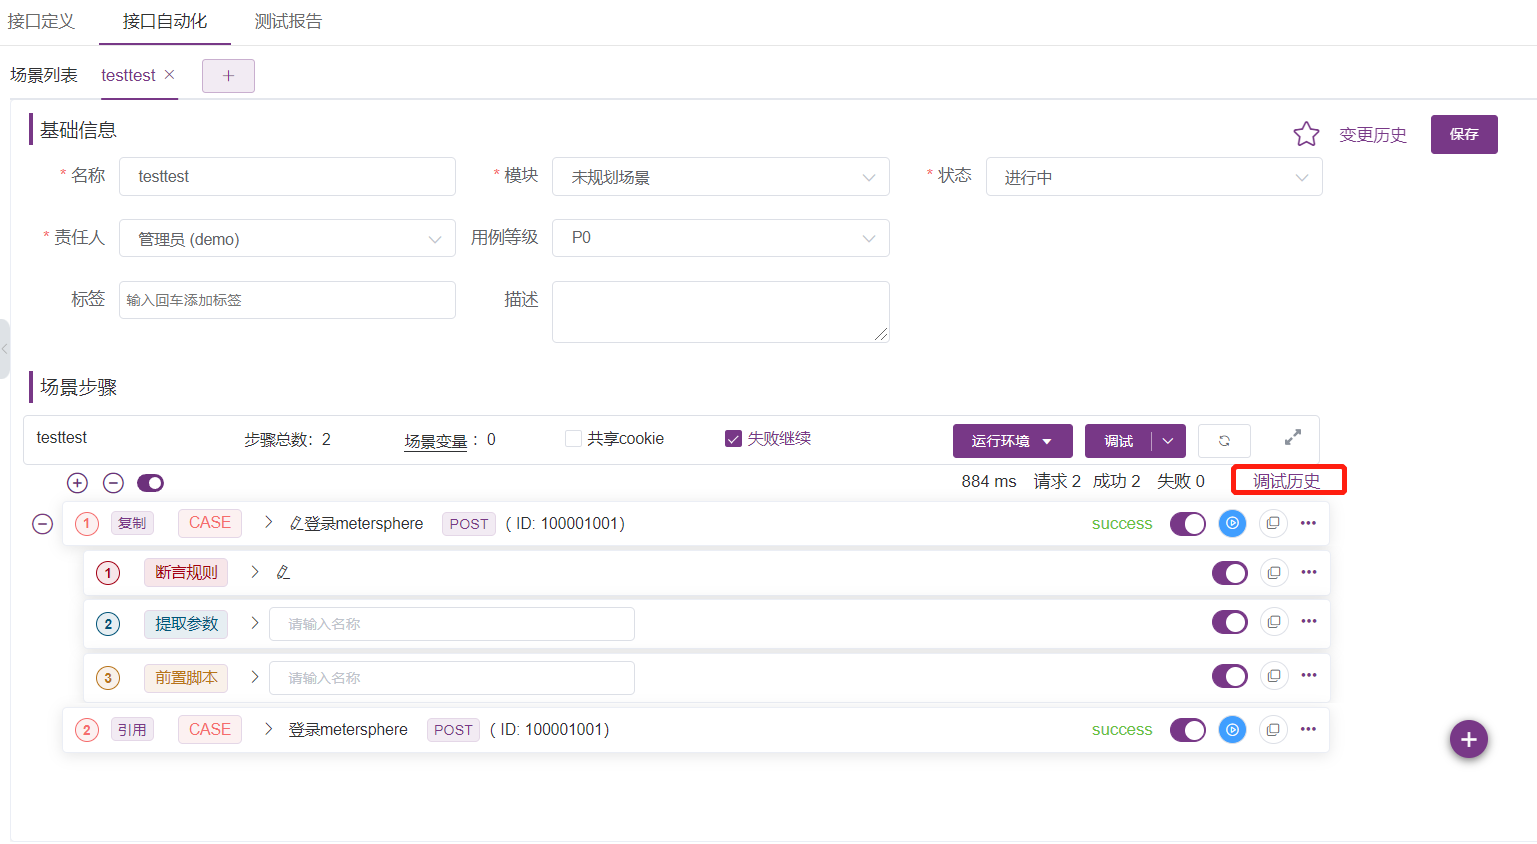 接口定义 接口自动化 测试报告
场景列表 testtest × +
基础信息
变更历史 保存
* 名称 testtest * 模块 未规划场景 * 状态 进行中
* 责任人 管理员 (demo) 用例等级 P0
标签 输入回车添加标签 描述
场景步骤
testtest 步骤总数：2 场景变量：0 共享cookie 失败继续 运行环境 调试
884 ms 请求 2 成功 2 失败 0 调试历史
1 复制 CASE 登录metersphere POST ( ID: 100001001) success
1 断言规则
2 提取参数 请输入名称
3 前置脚本 请输入名称
2 引用 CASE 登录metersphere POST ( ID: 100001001) success